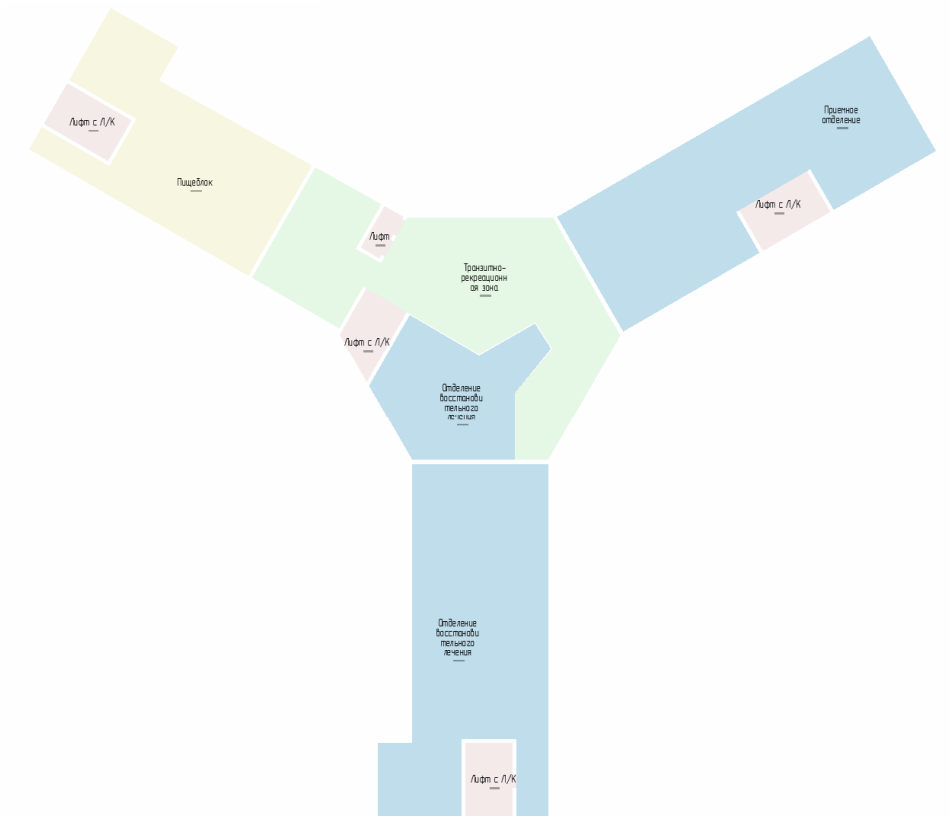 Приемное
отделение
Лифт с Л/К
Пищеблок
Лифт с Л/К
Лифт
Транзитно-
рекреационн
ая зона
Лифт с Л/К
Отделение
восстанови
тельного
лечения
Отделение
восстанови
тельного
лечения
Лифт с Л/К